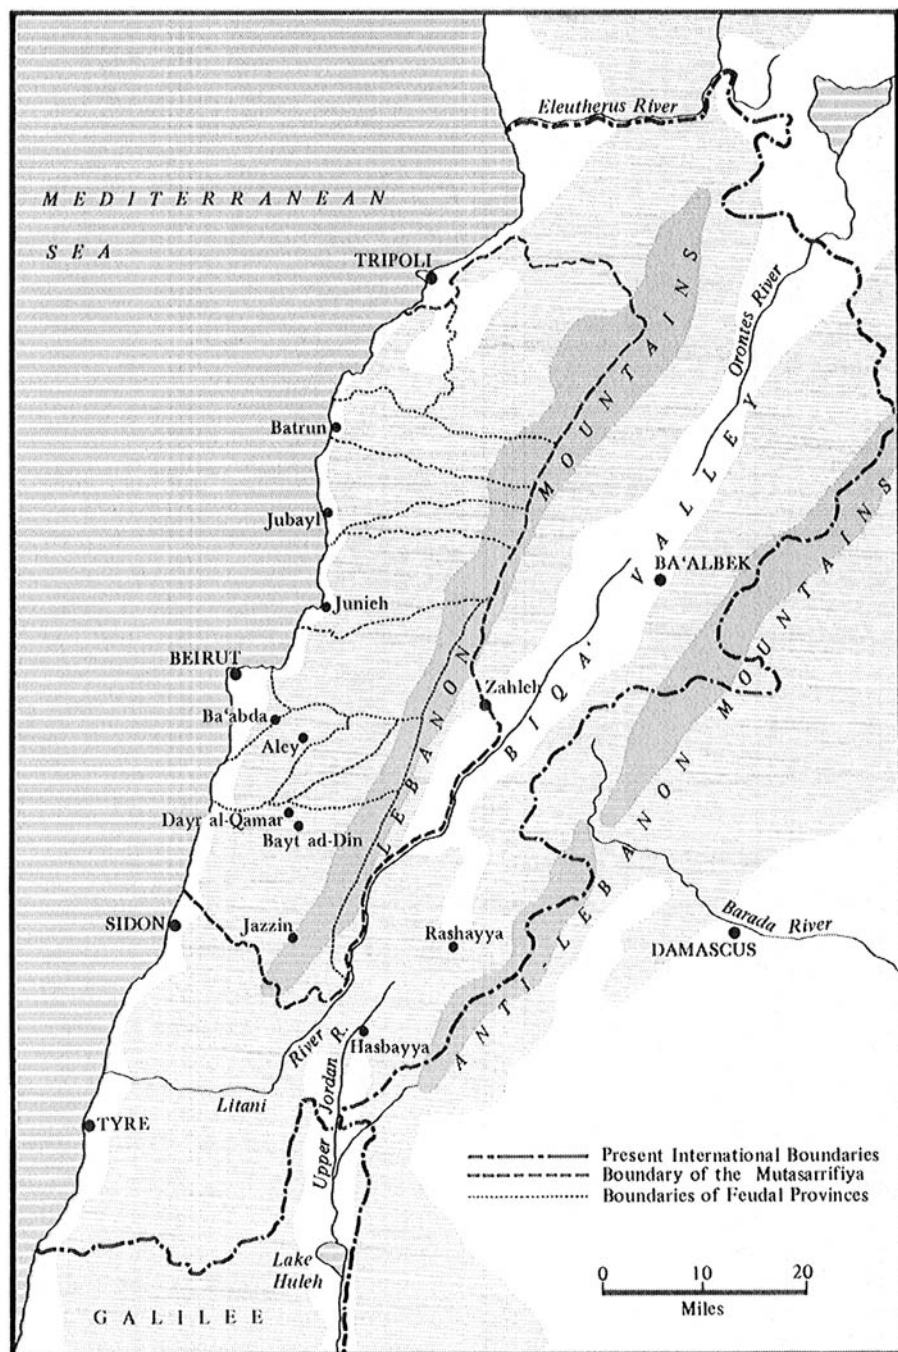 Eleutherus River
MEDITERRANEAN
SEA
TRIPOLI
Orontes River
Batrun
Jubayl
BA‘ALBEK
Junieh
BEIRUT
Zahleh
Ba‘abda
Aley
Dayr al-Qamar
Bayt ad-Din
LEBANON MOUNTAINS
BIQA‘ VALLEY
ANTI-LEBANON MOUNTAINS
SIDON
Jazzin
Rashayya
Barada River
DAMASCUS
Hasbayya
Litani River
Upper Jordan R.
TYRE
Present International Boundaries
Boundary of the Mutasarrifiya
Boundaries of Feudal Provinces
Lake
Huleh
0 10 20
Miles
GALILEE